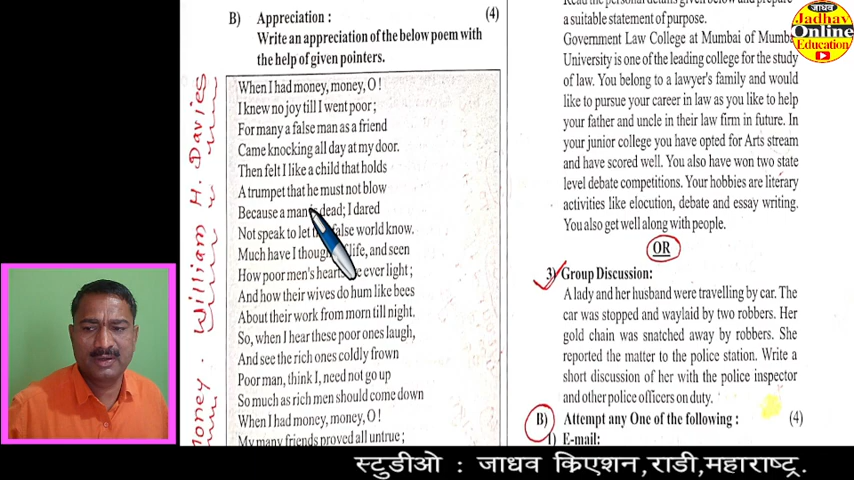 B) Appreciation : (4)
Write an appreciation of the below poem with
the help of given pointers.
When I had money, money, O !
I knew no joy till I went poor ;
For many a false man as a friend
Came knocking all day at my door.
Then felt I like a child that holds
A trumpet that he must not blow
Because a man is dead; I dared
Not speak to let the false world know.
Much have I thought of life, and seen
How poor men's hearts are ever light ;
And how their wives do hum like bees
About their work from morn till night.
So, when I hear these poor ones laugh,
And see the rich ones coldly frown
Poor man, think I, need not go up
So much as rich men should come down
When I had money, money, O !
My many friends proved all untrue ;
Money . William H. Davies
Read the personal details given below and prepare
a suitable statement of purpose.
Government Law College at Mumbai of Mumba
University is one of the leading college for the study
of law. You belong to a lawyer's family and would
like to pursue your career in law as you like to help
your father and uncle in their law firm in future. In
your junior college you have opted for Arts stream
and have scored well. You also have won two state
level debate competitions. Your hobbies are literary
activities like elocution, debate and essay writing.
You also get well along with people.
OR
3) Group Discussion:
A lady and her husband were travelling by car. The
car was stopped and waylaid by two robbers. Her
gold chain was snatched away by robbers. She
reported the matter to the police station. Write a
short discussion of her with the police inspector
and other police officers on duty.
B) Attempt any One of the following : (4)
1) E-mail:
जाधव
Jadhav
Online
Education
स्टुडीओ : जाधव क्रिएशन,राडी,महाराष्ट्र.